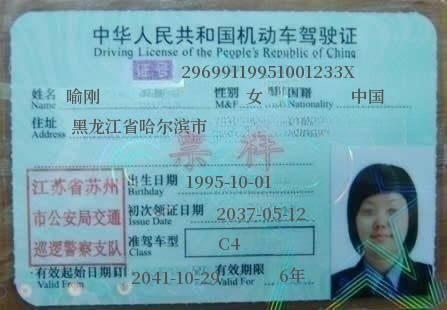 中华人民共和国机动车驾驶证
Driving License of the People's Republic of China
证号 29699119951001233X
姓名 喻刚 性别 女 国籍 中国
Name M&F Nationality
住址 黑龙江省哈尔滨市
Address
票样
出生日期 1995-10-01
Birthday
江苏省苏州
市公安局交通
巡逻警察支队
初次领证日期 2037-05-12
Issue Date
准驾车型 C4
Class
有效起始日期 2041-10-29 有效期限 6年
Valid From Valid For